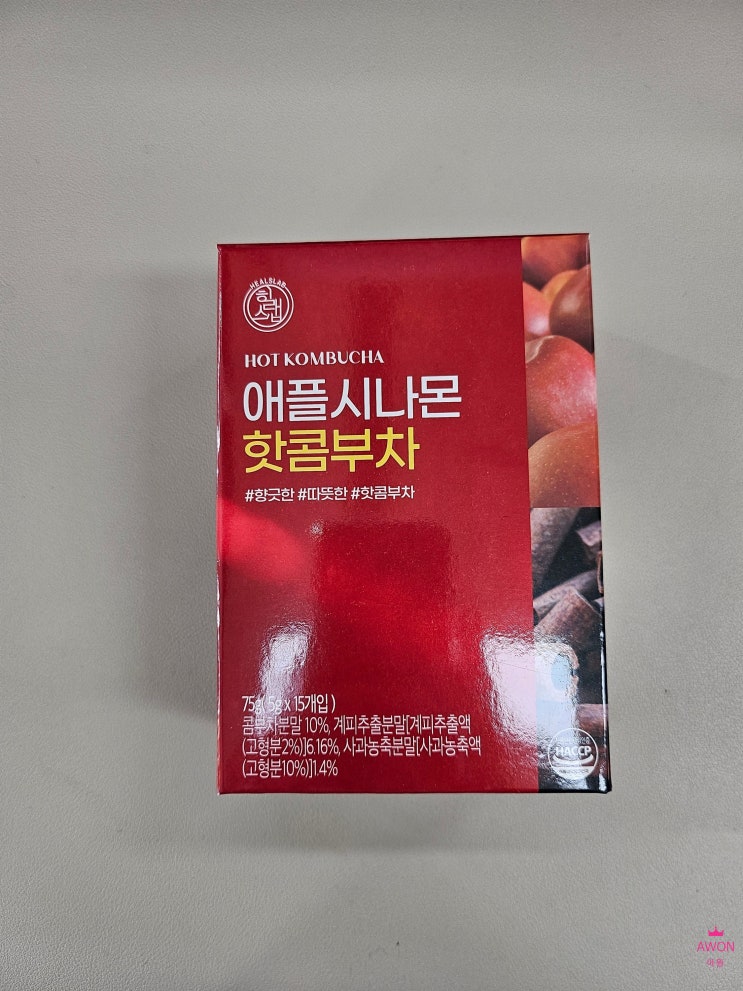 HEALSLAB
힐스랩
HOT KOMBUCHA
애플시나몬
핫콤부차
#향긋한 #따뜻한 #핫콤부차
75g( 5g x 15개입 )
콤부차분말 10%, 계피추출분말[계피추출액
(고형분2%)]6.16%, 사과농축분말[사과농축액
(고형분10%)]1.4%
HACCP
AWON
애원